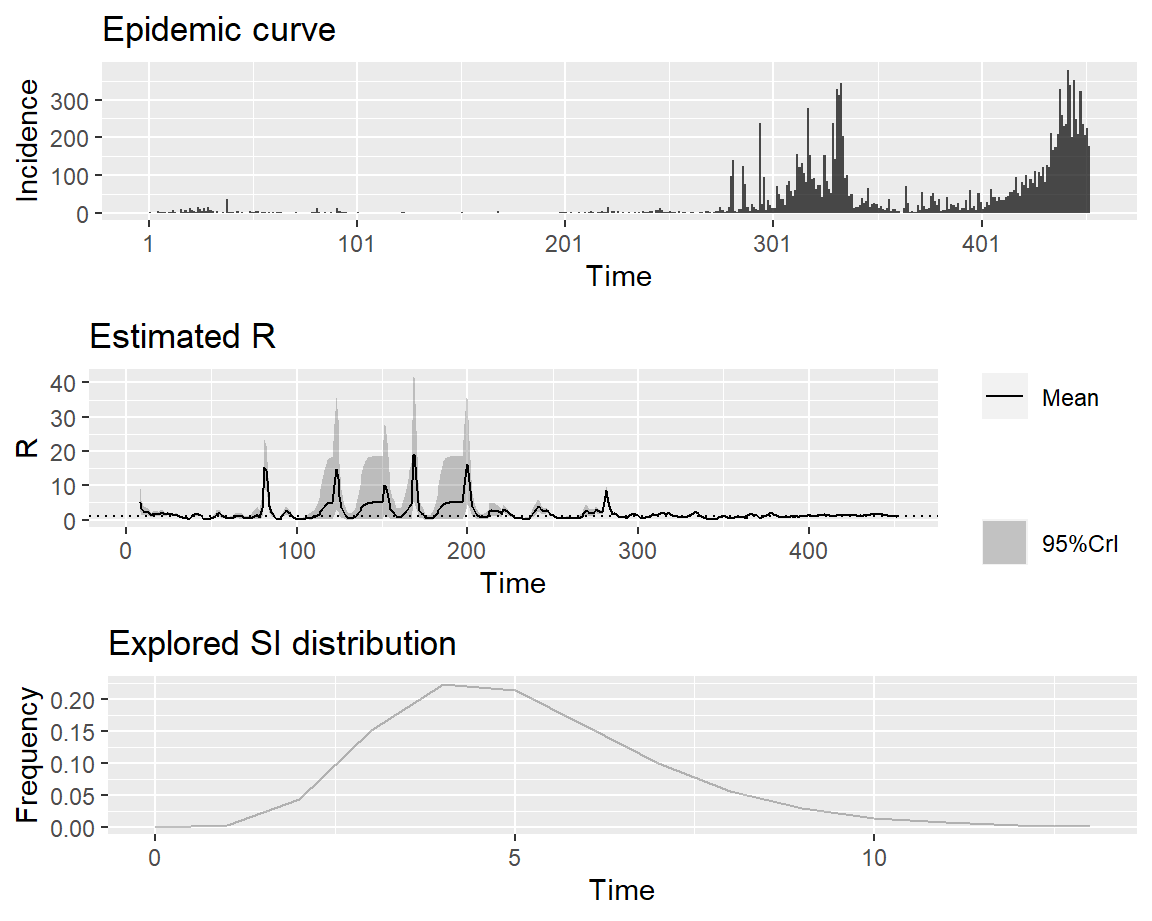 Epidemic curve
300
200
100
0
Incidence
1 101 201 301 401
Time
Estimated R
40
30
20
10
0
R
0 100 200 300 400
Time
Mean
95%CrI
Explored SI distribution
0.20
0.15
0.10
0.05
0.00
Frequency
0 5 10
Time